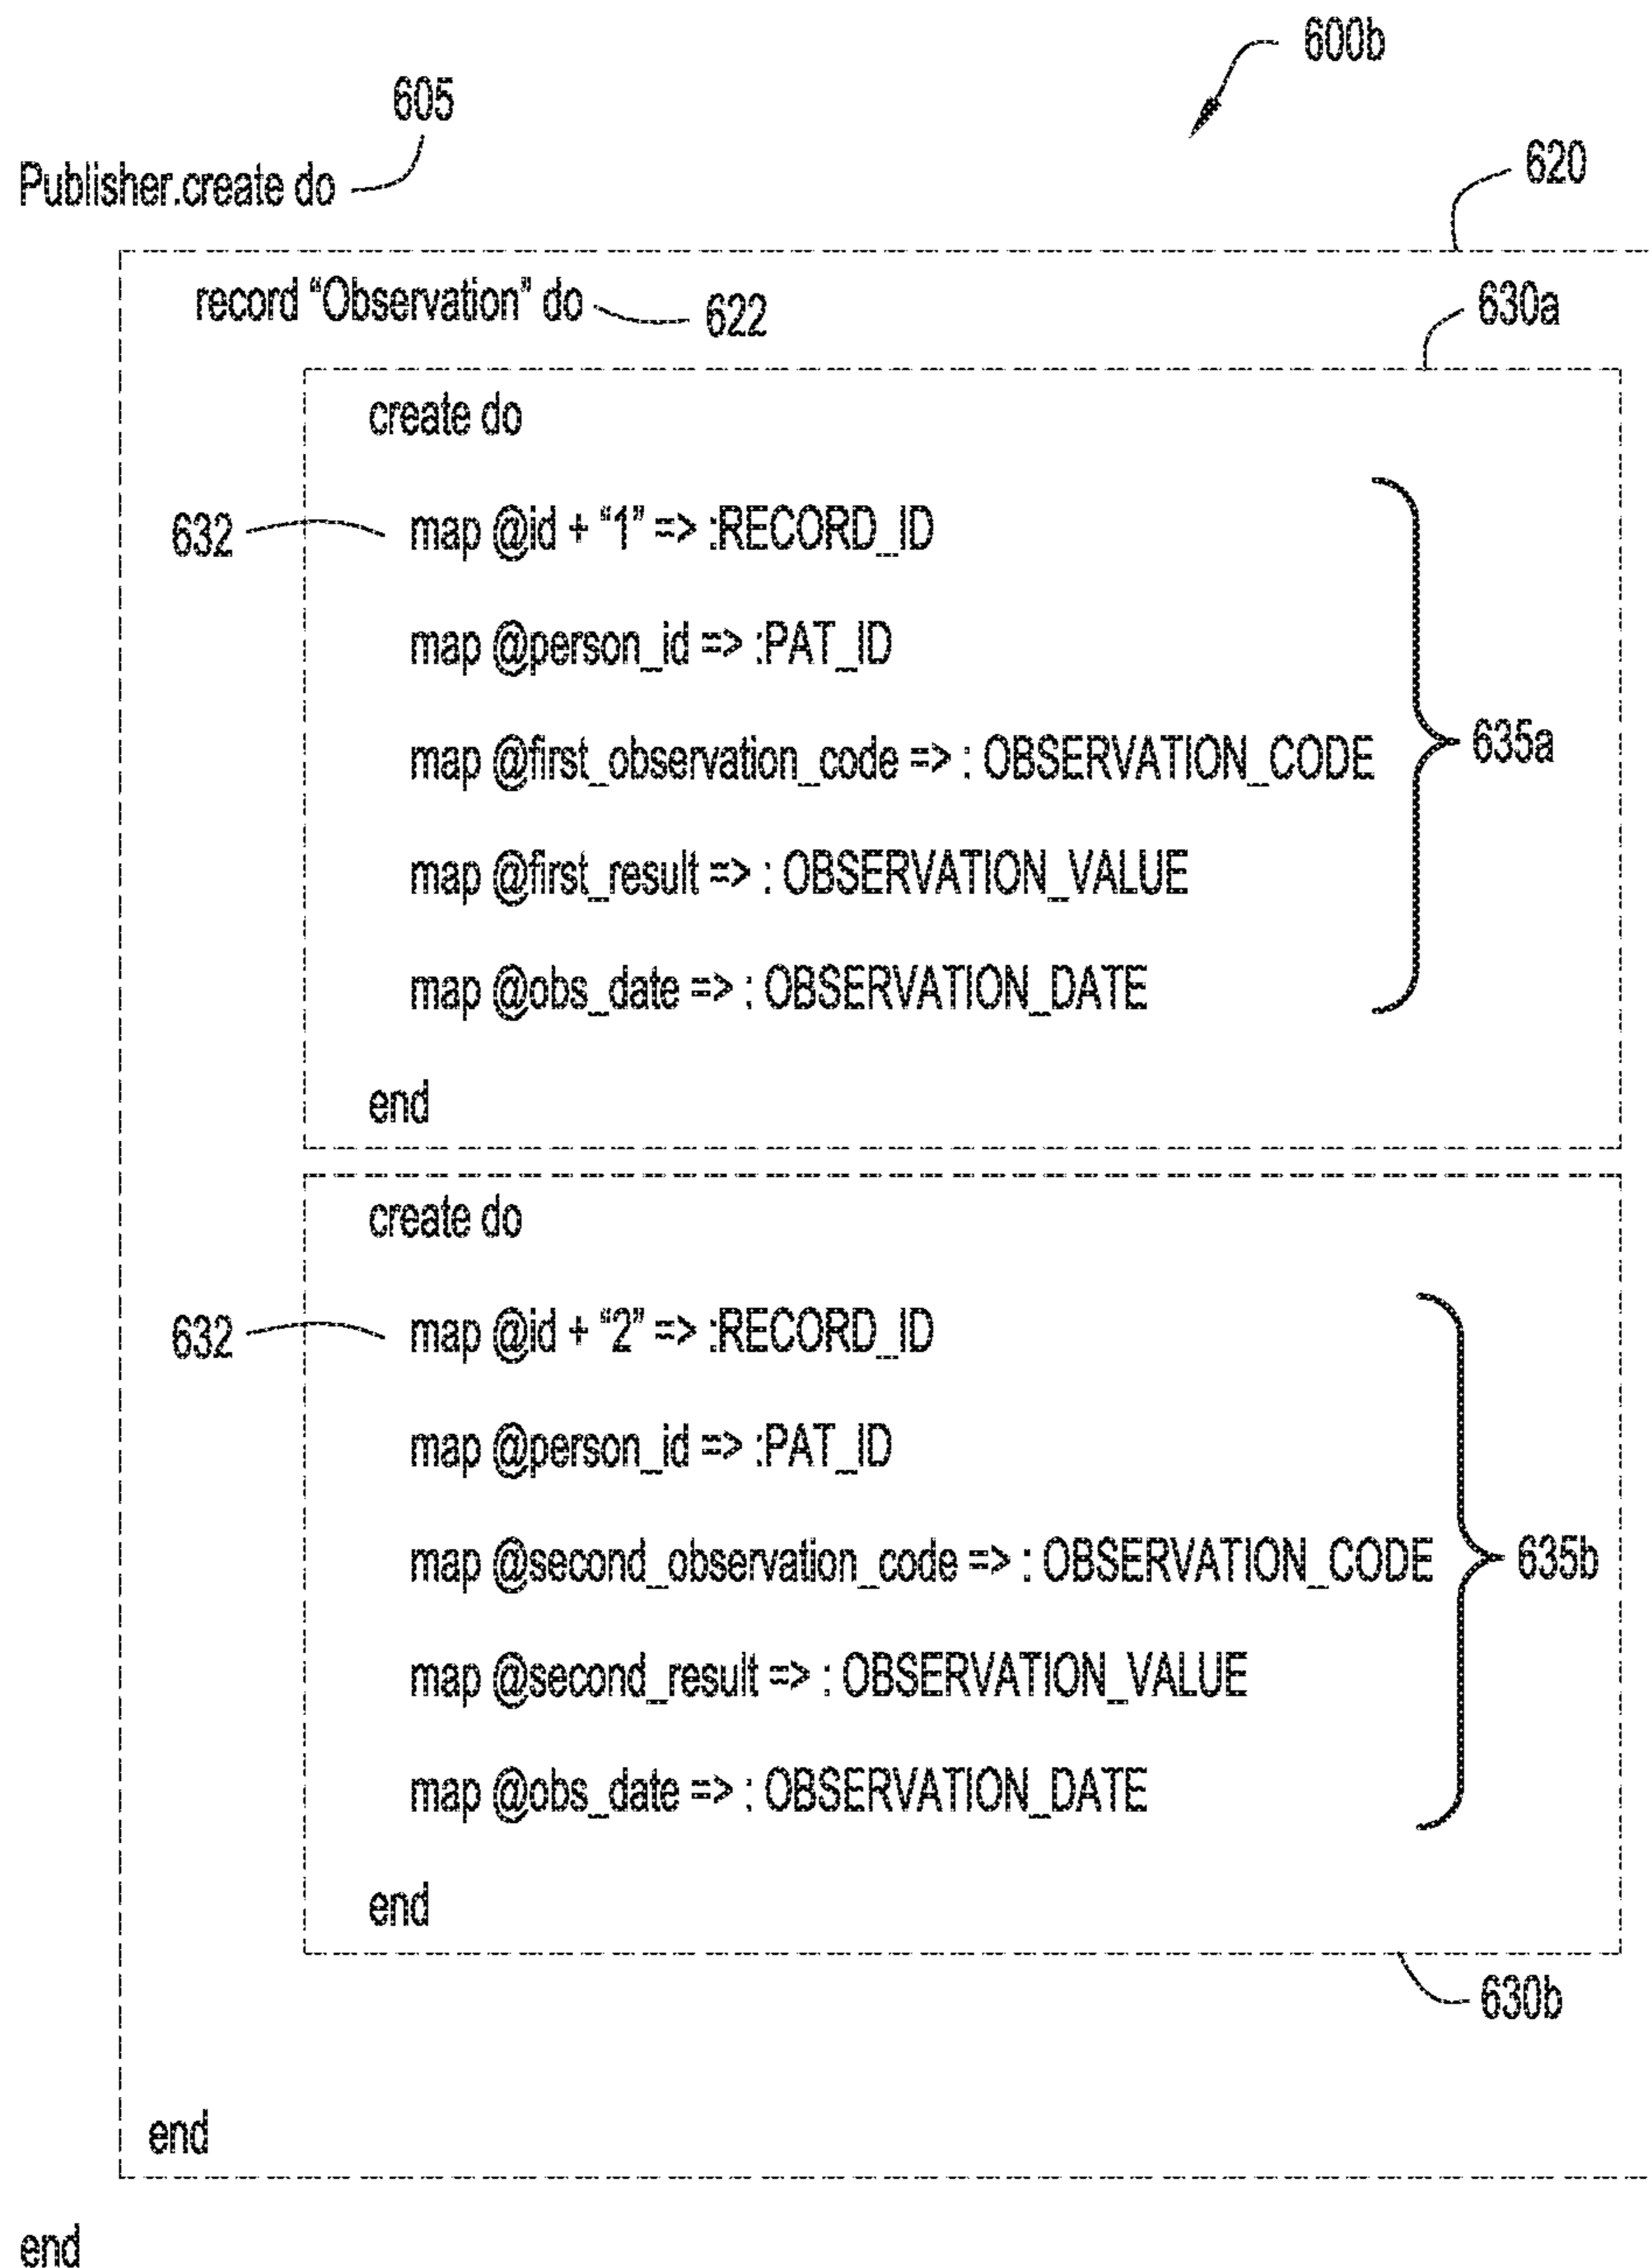 600b
605
Publisher.create do
620
record “Observation” do
622
630a
create do
632
map @id + “1” => :RECORD_ID
map @person_id => :PAT_ID
map @first_observation_code => : OBSERVATION_CODE
635a
map @first_result => : OBSERVATION_VALUE
map @obs_date => : OBSERVATION_DATE
end
create do
632
map @id + “2” => :RECORD_ID
map @person_id => :PAT_ID
map @second_observation_code => : OBSERVATION_CODE
635b
map @second_result => : OBSERVATION_VALUE
map @obs_date => : OBSERVATION_DATE
end
630b
end
end